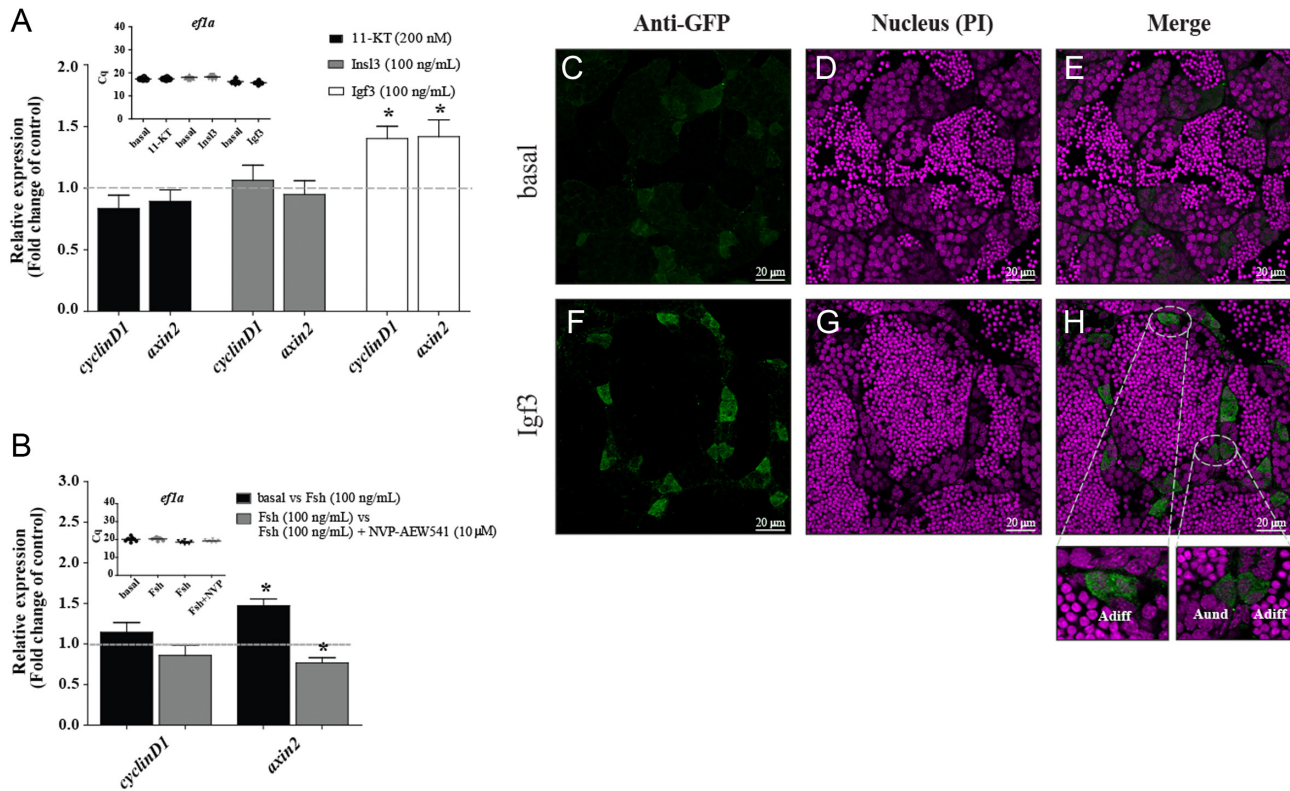 A
ef1a
Cq
40
30
20
10
0
basal
11-KT
basal
Insl3
basal
Igf3
11-KT (200 nM)
Insl3 (100 ng/mL)
Igf3 (100 ng/mL)
Relative expression
(Fold change of control)
2.0
1.5
1.0
0.5
0.0
* *
cyclinD1
axin2
cyclinD1
axin2
cyclinD1
axin2
B
ef1a
Cq
40
30
20
10
0
basal
Fsh
Fsh
Fsh+NVP
basal vs Fsh (100 ng/mL)
Fsh (100 ng/mL) vs
Fsh (100 ng/mL) + NVP-AEW541 (10 µM)
Relative expression
(Fold change of control)
3.0
2.5
2.0
1.5
1.0
0.5
0.0
*
*
cyclinD1
axin2
Anti-GFP
Nucleus (PI)
Merge
basal
C
20 µm
D
20 µm
E
20 µm
Igf3
F
20 µm
G
20 µm
H
20 µm
Adiff
Aund Adiff